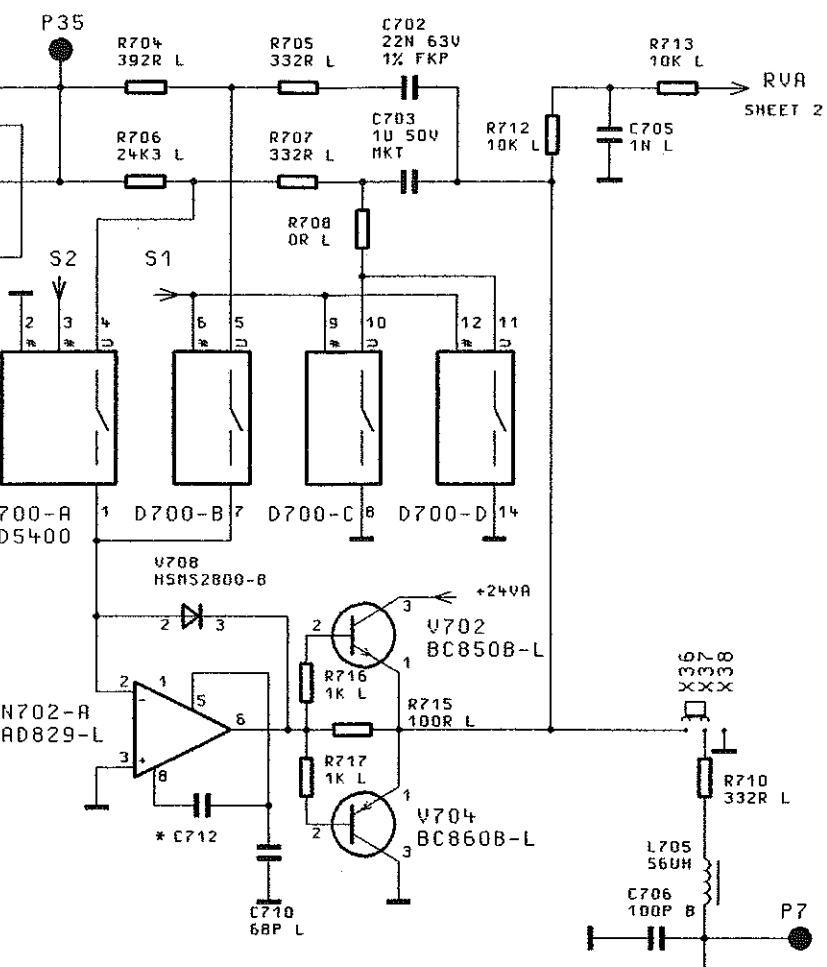 P35
R704
392R L
R705
332R L
C702
22N 63V
1% FKP
R713
10K L
RVA
SHEET 2
R706
24K3 L
R707
332R L
C703
1U 50V
MKT
R712
10K L
C705
1N L
R708
0R L
S2
S1
2
3
4
6
5
9
10
12
11
#
U
#
U
#
U
#
U
700-A
D5400
1
D700-B
7
D700-C
8
D700-D
14
V708
HSMS2800-B
2
3
+24VA
3
2
V702
BC850B-L
1
R716
1K L
R715
100R L
X36
X37
X38
N702-A
AD829-L
2
1
5
-
6
3
+
8
R717
1K L
1
2
V704
BC860B-L
3
R710
332R L
* C712
C710
68P L
L705
56UH
C706
100P B
P7